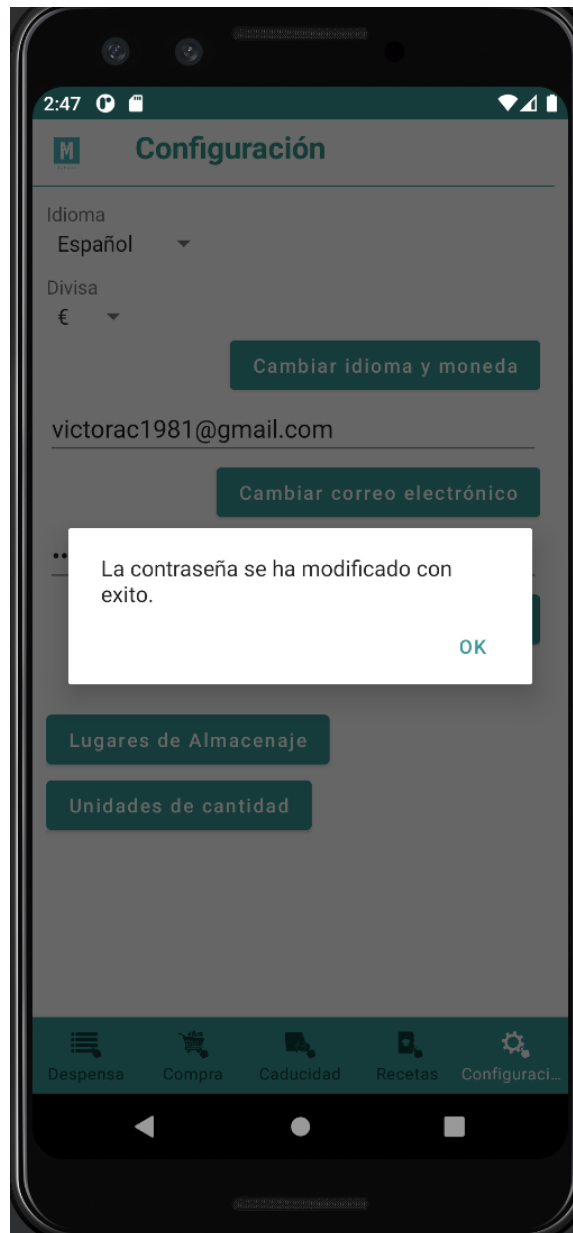 2:47
M
Configuración
Idioma
Español
Divisa
€
Cambiar idioma y moneda
victorac1981@gmail.com
Cambiar correo electrónico
La contraseña se ha modificado con
exito.
OK
Lugares de Almacenaje
Unidades de cantidad
Despensa Compra Caducidad Recetas Configuraci...